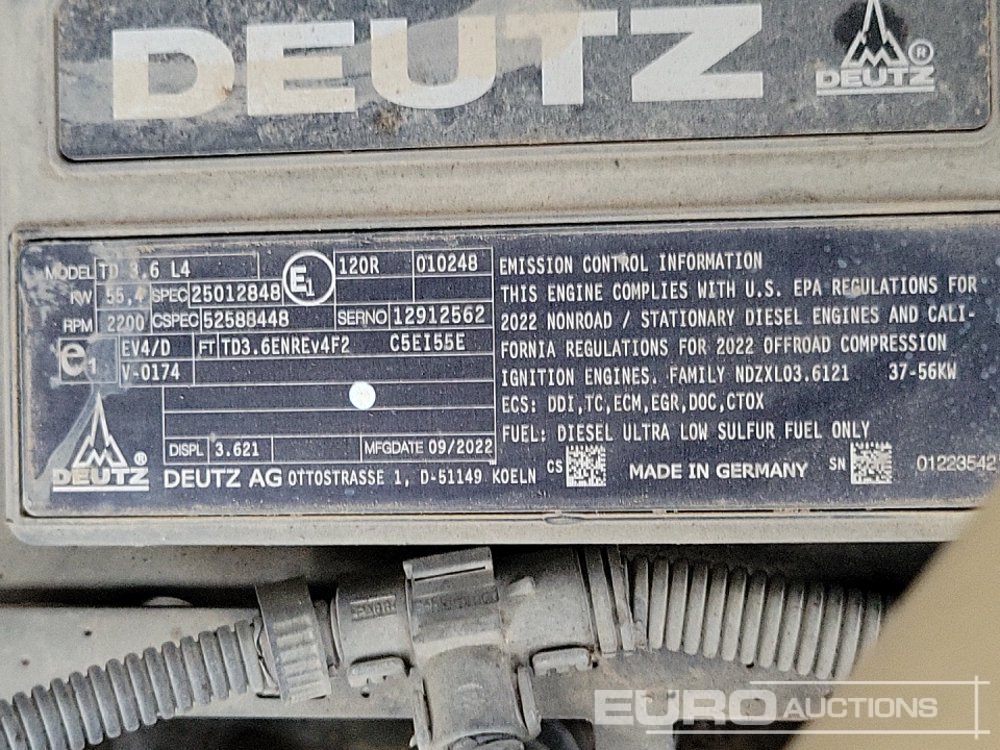 DEUTZ
DEUTZ®
MODEL TD 3.6 L4 E1 120R 010248
KW 55,4 SPEC 25012848
RPM 2200 CSPEC 52588448 SERNO 12912562
e1 EV4/D FT TD3.6ENREv4F2 C5EI55E
V-0174
DISPL 3.621 MFGDATE 09/2022
DEUTZ® DEUTZ AG OTTOSTRASSE 1, D-51149 KOELN
EMISSION CONTROL INFORMATION
THIS ENGINE COMPLIES WITH U.S. EPA REGULATIONS FOR
2022 NONROAD / STATIONARY DIESEL ENGINES AND CALI-
FORNIA REGULATIONS FOR 2022 OFFROAD COMPRESSION
IGNITION ENGINES. FAMILY NDZXL03.6121 37-56KW
ECS: DDI,TC,ECM,EGR,DOC,CTOX
FUEL: DIESEL ULTRA LOW SULFUR FUEL ONLY
CS MADE IN GERMANY SN 01223542
EURO AUCTIONS